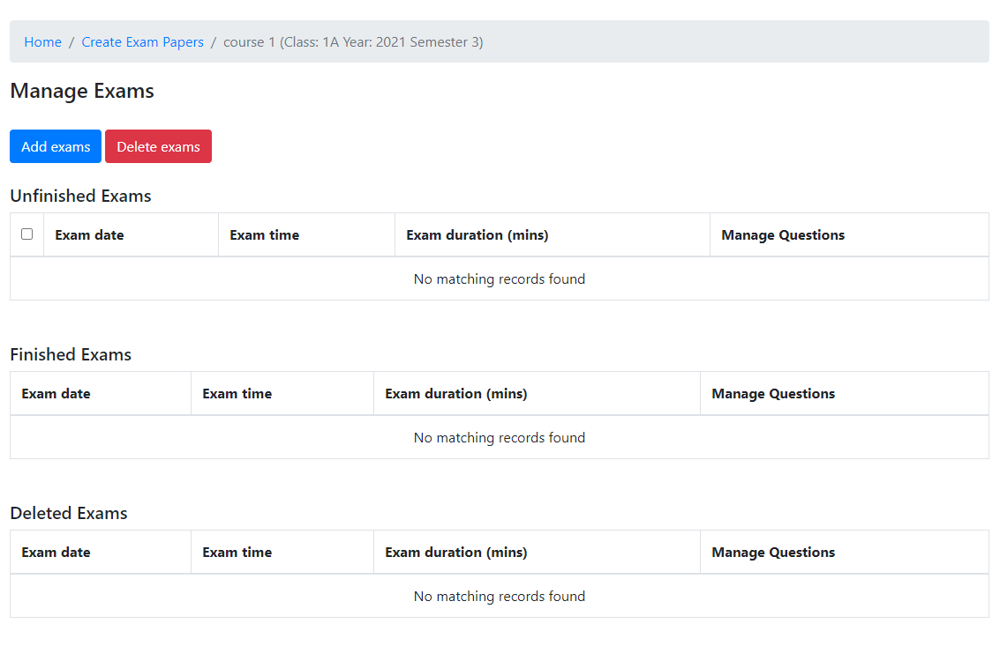 Home / Create Exam Papers / course 1 (Class: 1A Year: 2021 Semester 3)
Manage Exams
Add exams Delete exams
Unfinished Exams
Exam date Exam time Exam duration (mins) Manage Questions
No matching records found
Finished Exams
Exam date Exam time Exam duration (mins) Manage Questions
No matching records found
Deleted Exams
Exam date Exam time Exam duration (mins) Manage Questions
No matching records found